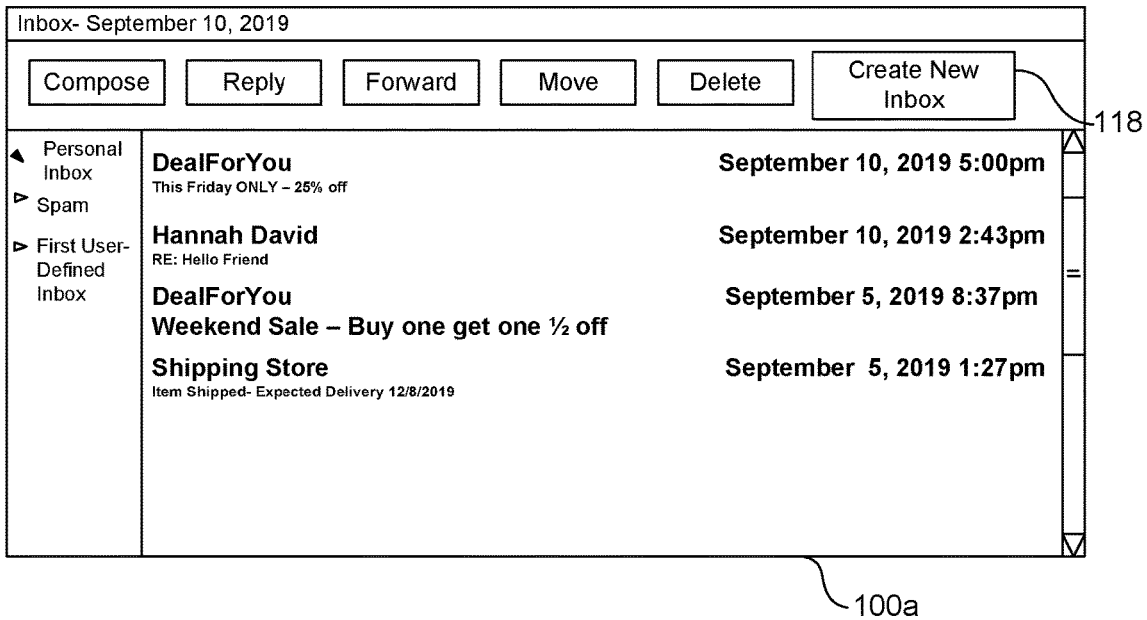 Inbox- September 10, 2019
Compose Reply Forward Move Delete Create New
Inbox
118
Personal
Inbox
Spam
First User-
Defined
Inbox
DealForYou September 10, 2019 5:00pm
This Friday ONLY – 25% off
Hannah David September 10, 2019 2:43pm
RE: Hello Friend
DealForYou September 5, 2019 8:37pm
Weekend Sale – Buy one get one ½ off
Shipping Store September 5, 2019 1:27pm
Item Shipped- Expected Delivery 12/8/2019
100a